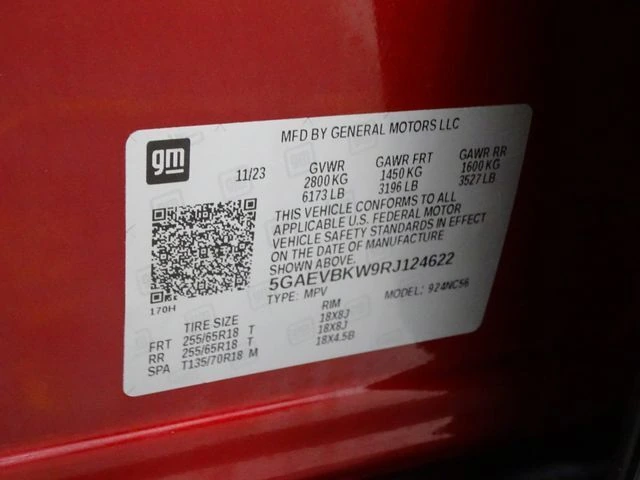 gm
MFD BY GENERAL MOTORS LLC
11/23
GVWR GAWR FRT GAWR RR
2800 KG 1450 KG 1600 KG
6173 LB 3196 LB 3527 LB
THIS VEHICLE CONFORMS TO ALL
APPLICABLE U.S. FEDERAL MOTOR
VEHICLE SAFETY STANDARDS IN EFFECT
ON THE DATE OF MANUFACTURE
SHOWN ABOVE.
5GAEVBKW9RJ124622
TYPE: MPV MODEL: 924NC56
170H
TIRE SIZE RIM
FRT 255/65R18 T 18X8J
RR 255/65R18 T 18X8J
SPA T135/70R18 M 18X4.5B